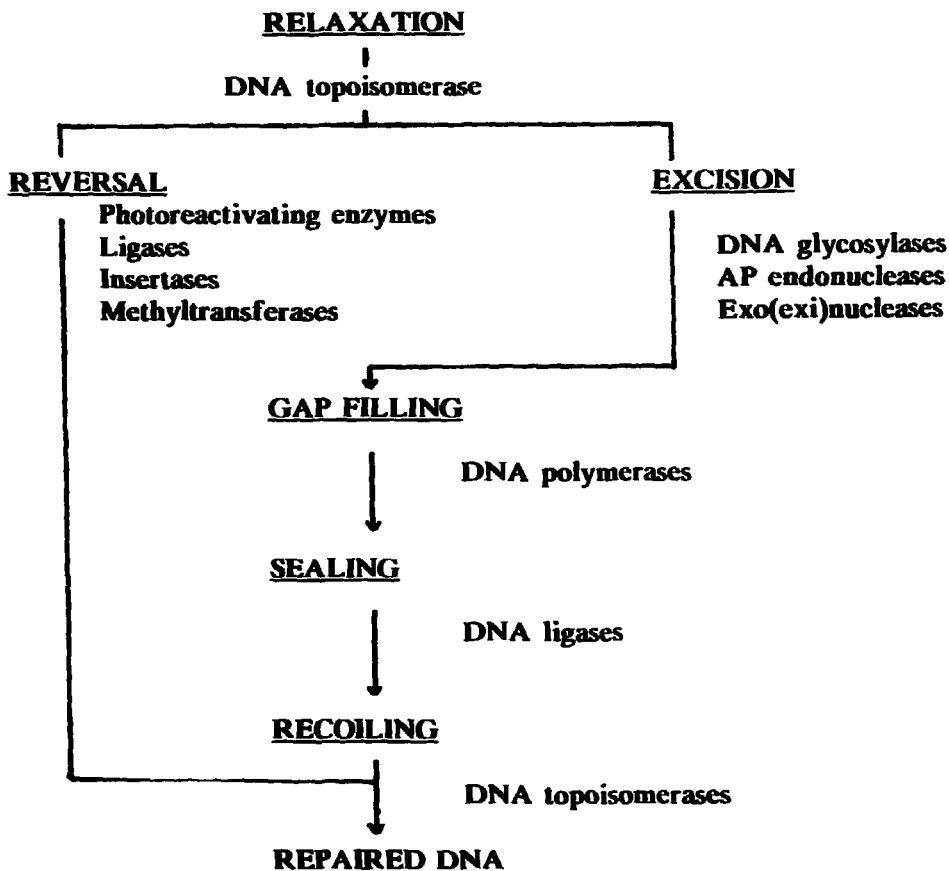 RELAXATION
DNA topoisomerase
REVERSAL
Photoreactivating enzymes
Ligases
Insertases
Methyltransferases
EXCISION
DNA glycosylases
AP endonucleases
Exo(exi)nucleases
GAP FILLING
DNA polymerases
SEALING
DNA ligases
RECOILING
DNA topoisomerases
REPAIRED DNA